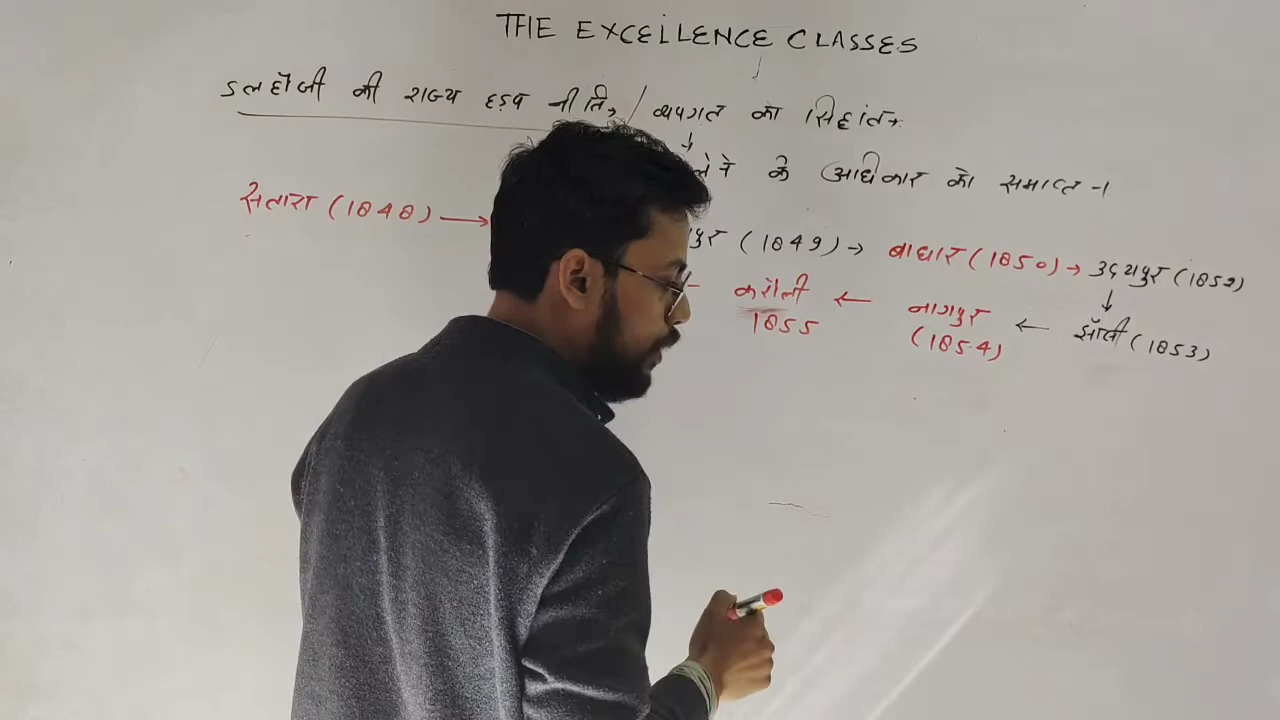 THE EXCELLENCE CLASSES
डलहौजी की राज्य हड़प नीति→ / व्यपगत का सिद्दांत→
लेने के अधिकार को समाप्त -।
सतारा (1848) → पुर (1849) → बाघार (1850) → उदयपुर (1852)
करौली ← नागपुर ← झाँसी (1853)
1855 (1854)